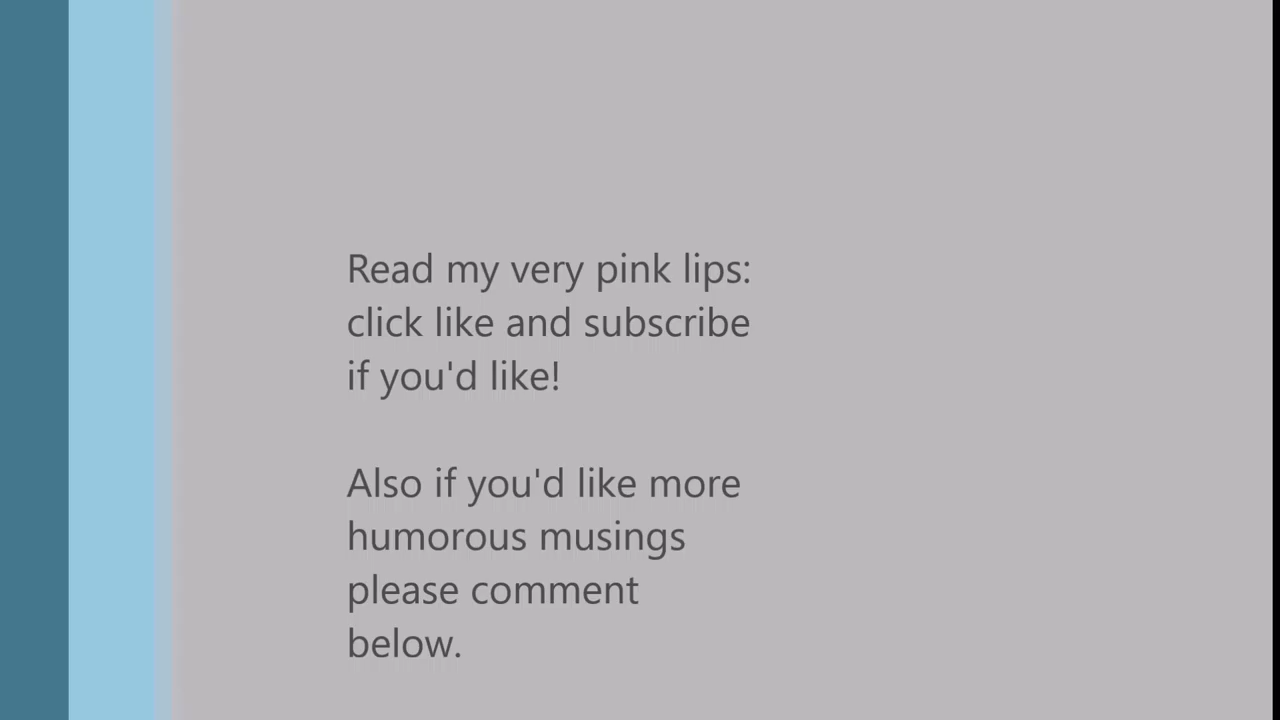 Read my very pink lips:
click like and subscribe
if you'd like!
Also if you'd like more
humorous musings
please comment
below.